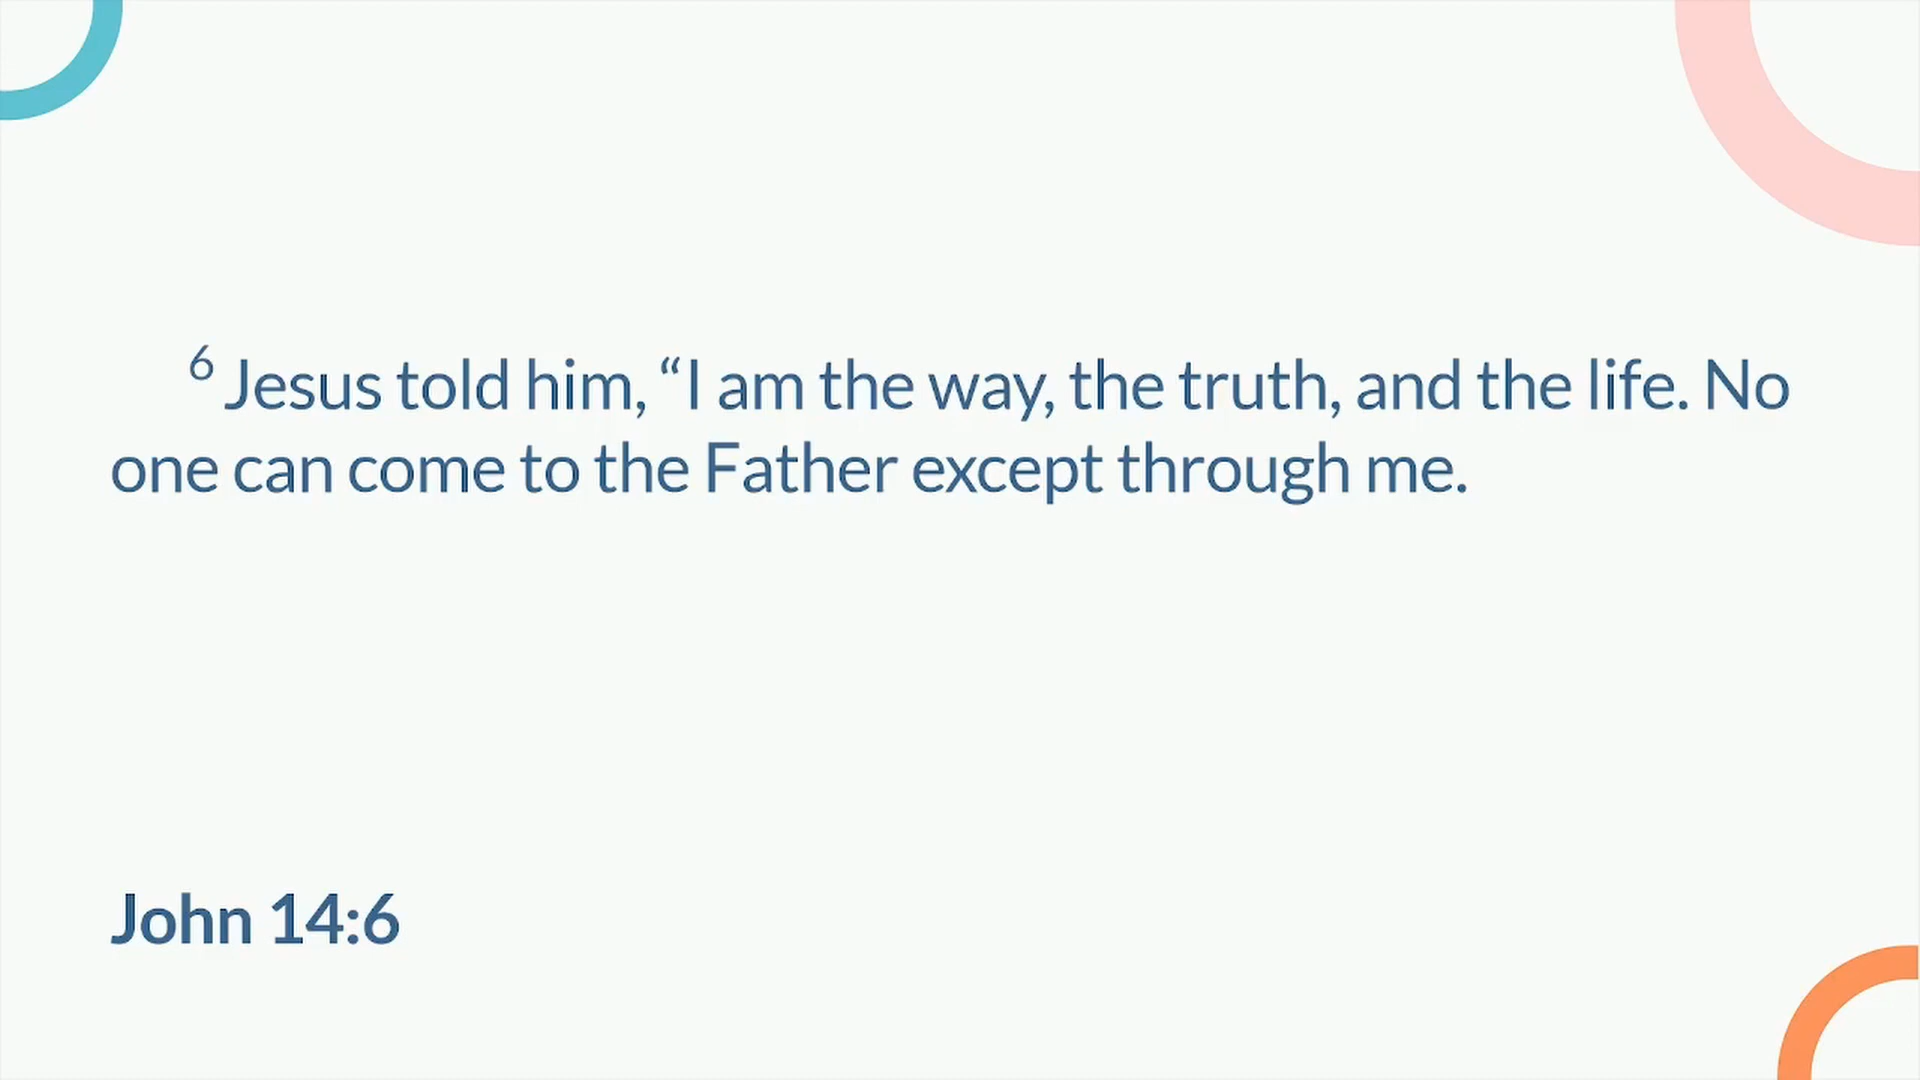 6 Jesus told him, “I am the way, the truth, and the life. No
one can come to the Father except through me.
John 14:6